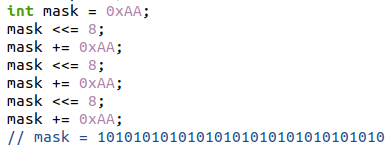 int mask = 0xAA;
mask <<= 8;
mask += 0xAA;
mask <<= 8;
mask += 0xAA;
mask <<= 8;
mask += 0xAA;
// mask = 10101010101010101010101010101010